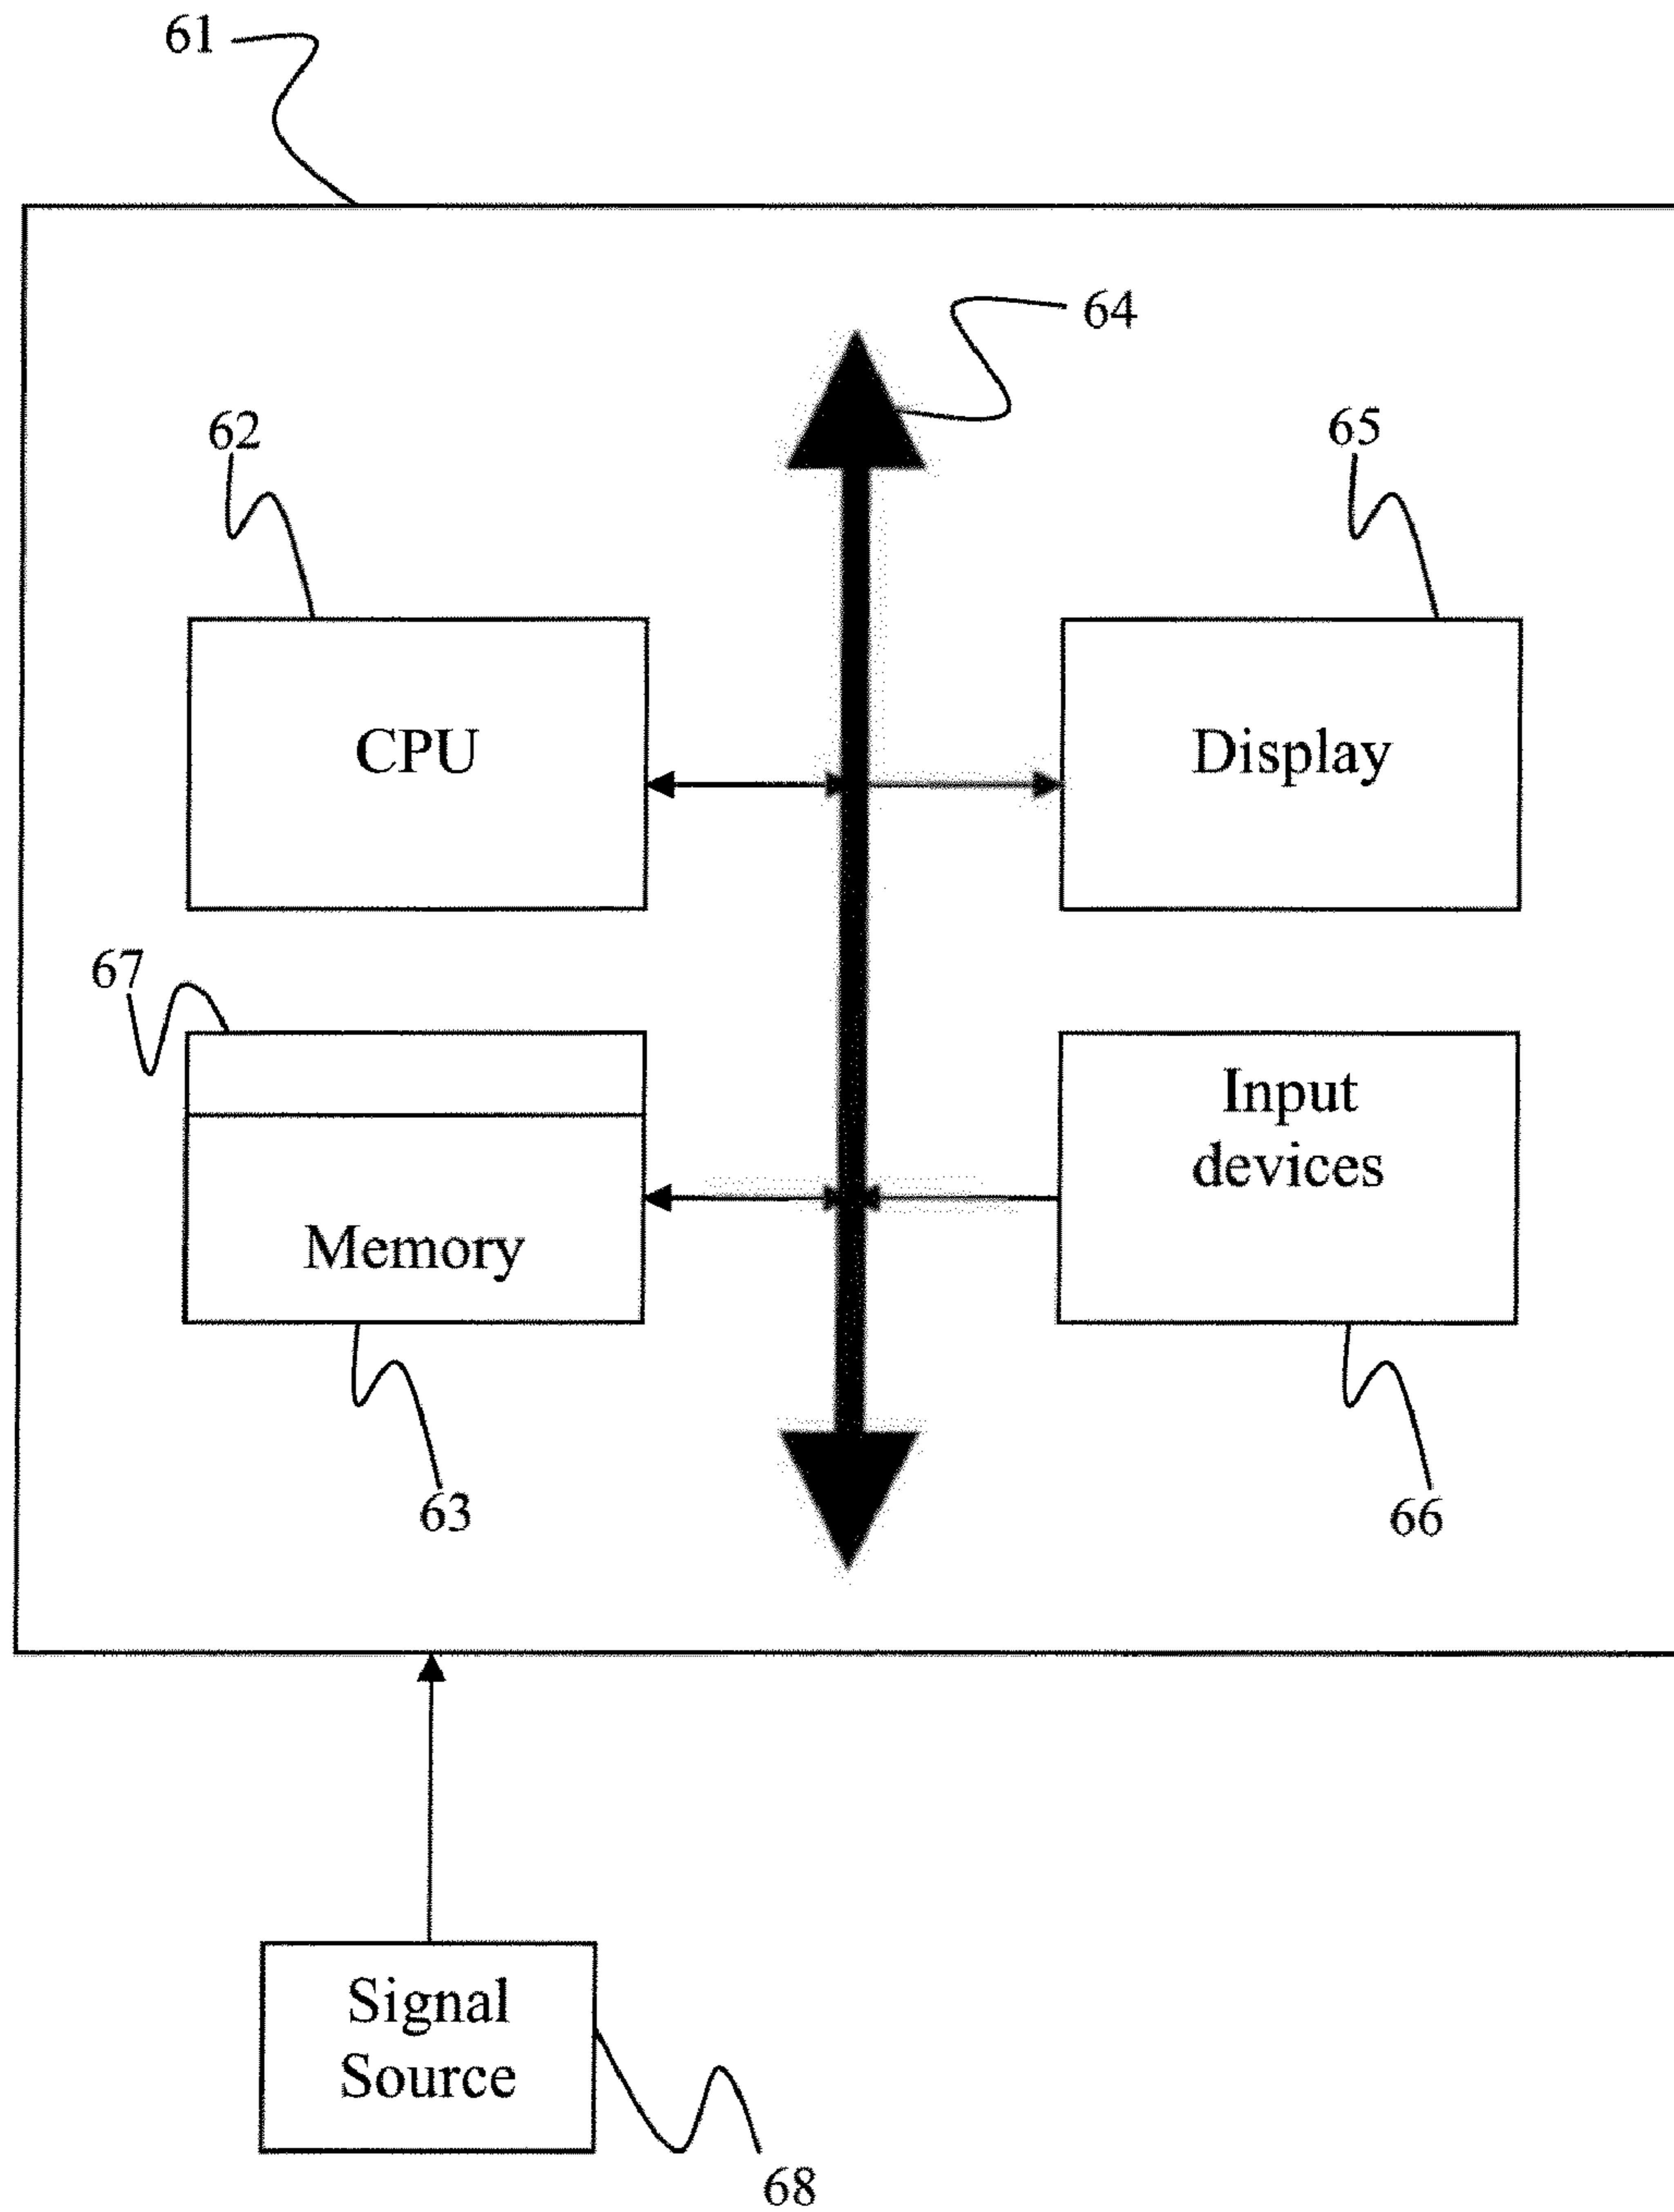 61
64
62
65
CPU
Display
67
Input
devices
Memory
63
66
Signal
Source
68